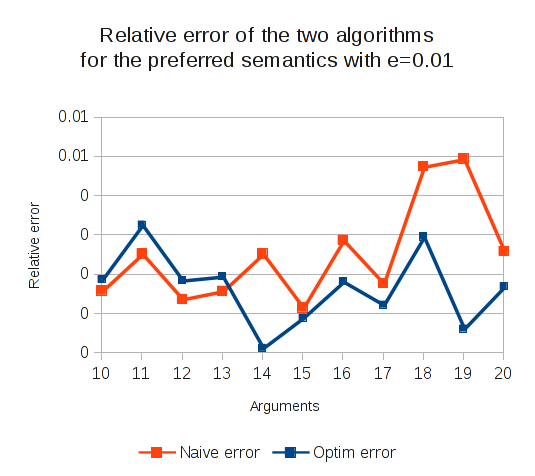 Relative error of the two algorithms
for the preferred semantics with e=0.01
0.01
0.01
0
0
0
0
0
Relative error
10 11 12 13 14 15 16 17 18 19 20
Arguments
Naive error Optim error